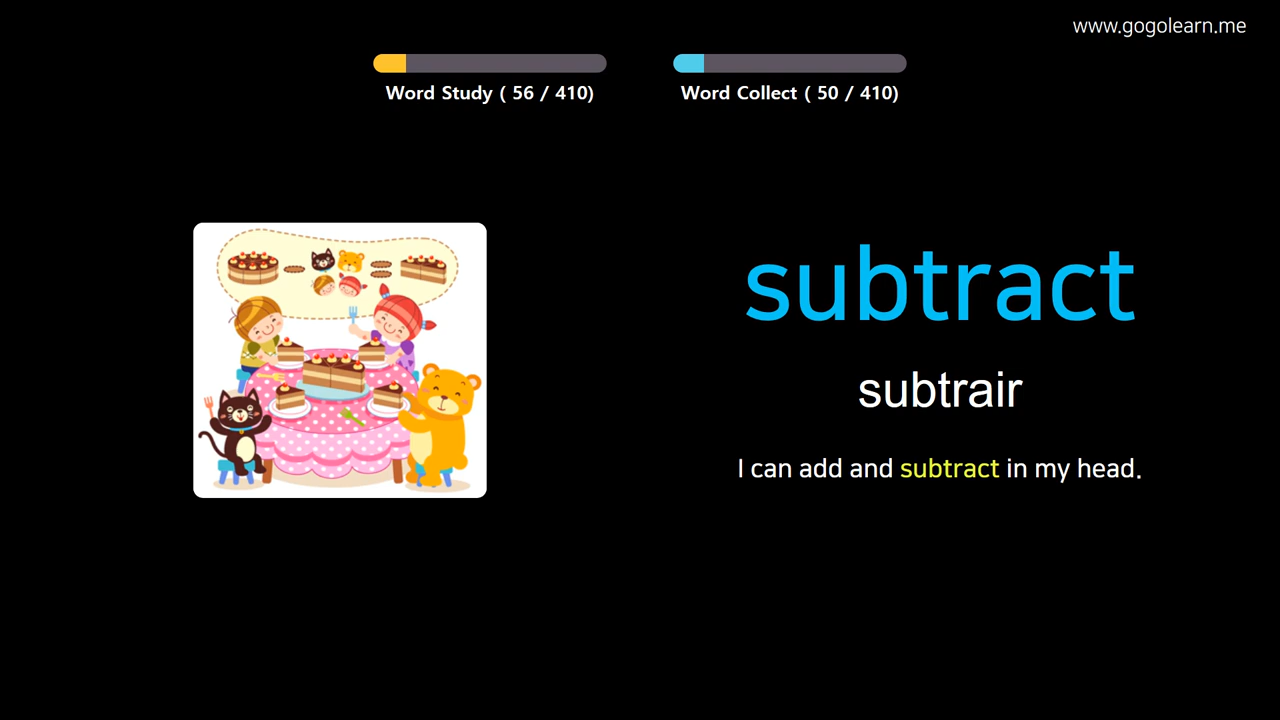 www.gogolearn.me
Word Study ( 56 / 410)
Word Collect ( 50 / 410)
subtract
subtrair
I can add and subtract in my head.